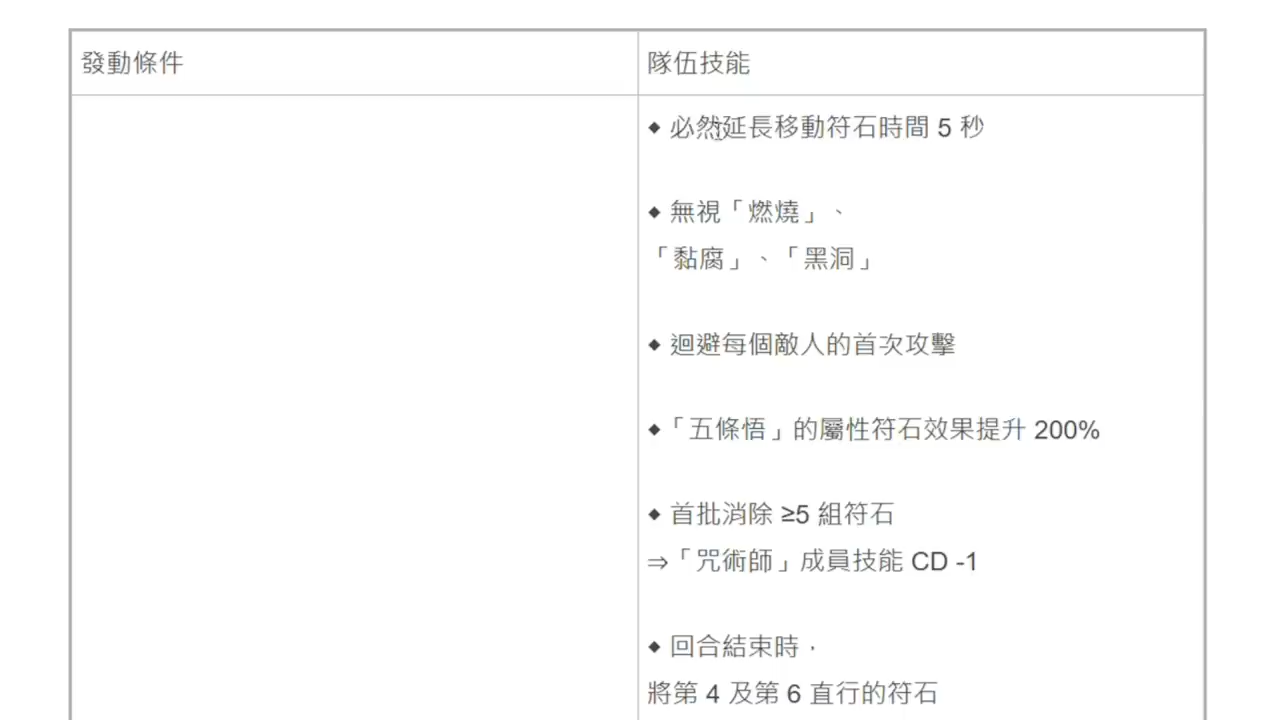 發動條件
隊伍技能
◆ 必然延長移動符石時間 5 秒
◆ 無視「燃燒」、
「黏腐」、「黑洞」
◆ 迴避每個敵人的首次攻擊
◆「五條悟」的屬性符石效果提升 200%
◆ 首批消除 ≥5 組符石
⇒「咒術師」成員技能 CD -1
◆ 回合結束時，
將第 4 及第 6 直行的符石